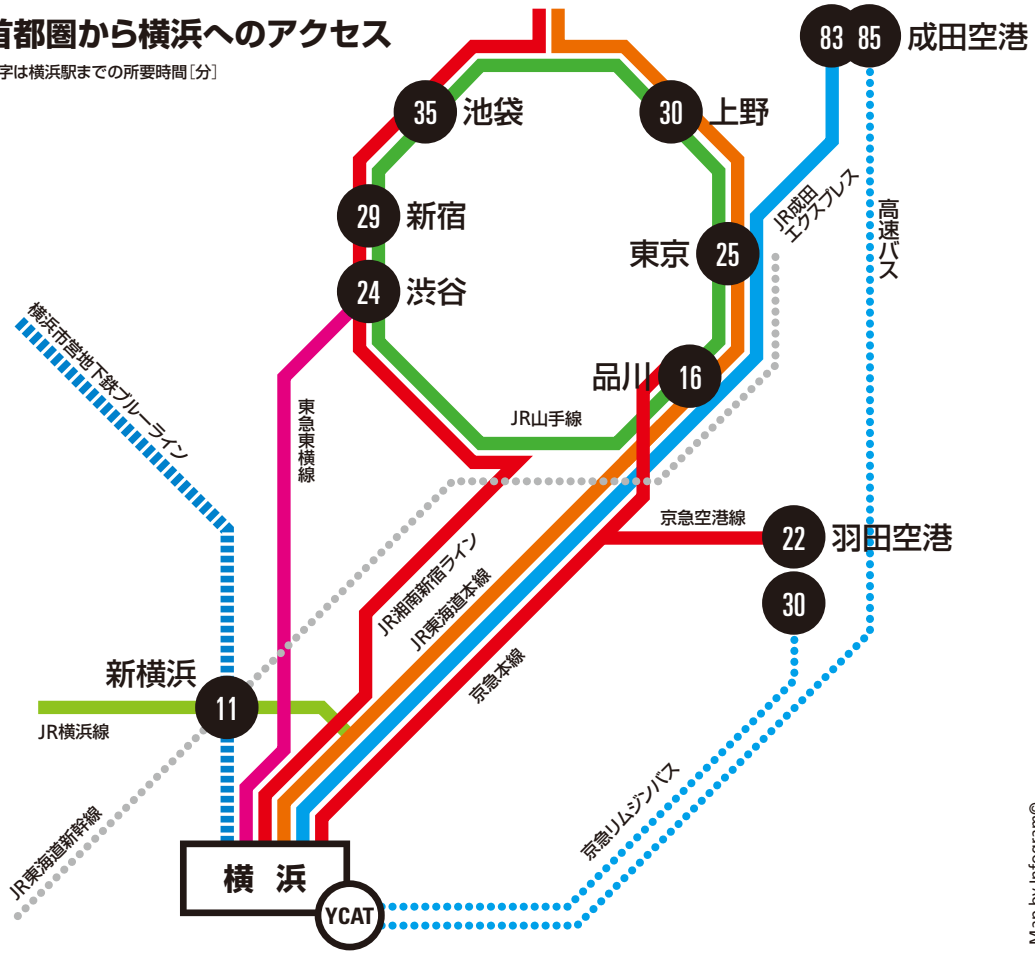 首都圏から横浜へのアクセス
字は横浜駅までの所要時間[分]
83
85
成田空港
35
池袋
30
上野
JR成田
エクスプレス
高速バス
29
新宿
東京
25
24
渋谷
横浜市営地下鉄ブルーライン
品川
16
東急東横線
JR山手線
京急空港線
22
羽田空港
30
JR湘南新宿ライン
JR東海道本線
京急本線
新横浜
11
JR横浜線
JR東海道新幹線
京急リムジンバス
横浜
YCAT
Map by Infogram©